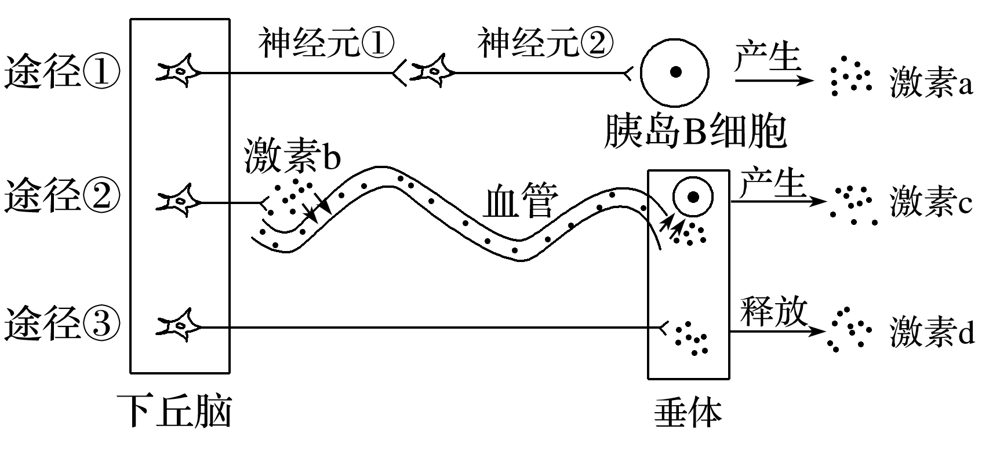 途径① 神经元① 神经元② 产生 激素a
胰岛B细胞
途径② 激素b 血管 产生 激素c
途径③ 释放 激素d
下丘脑 垂体